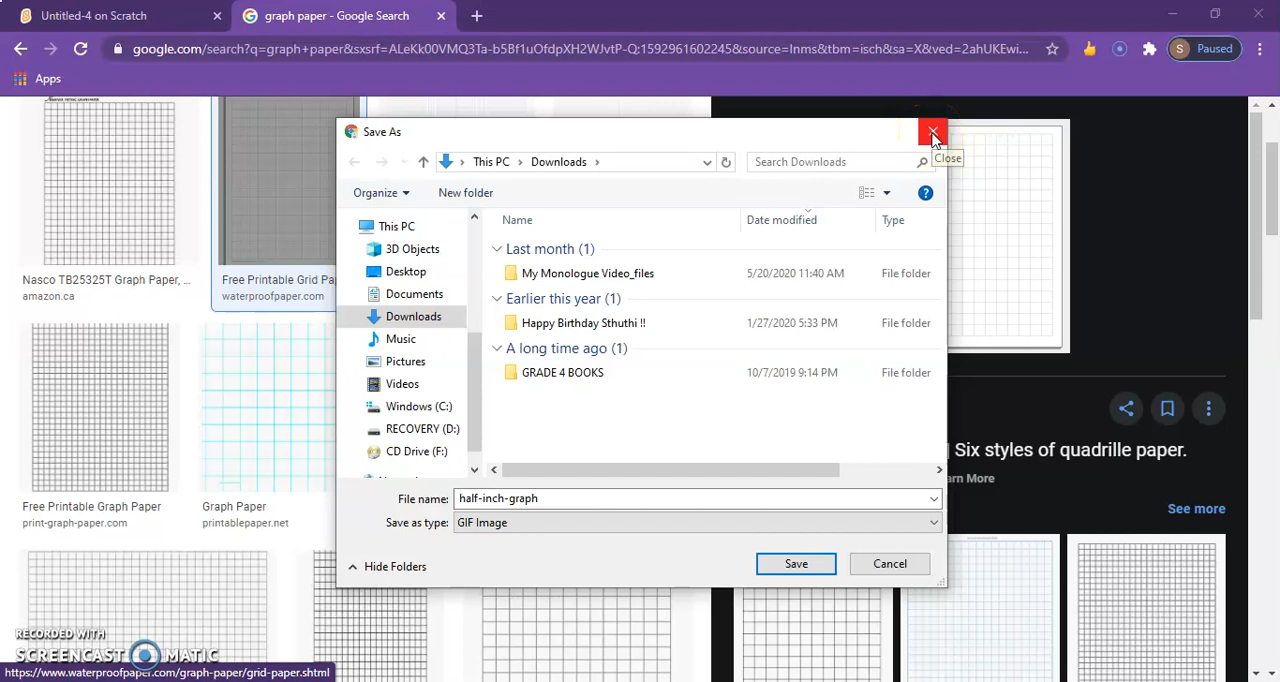 Untitled-4 on Scratch
graph paper - Google Search
google.com/search?q=graph+paper&sxsrf=ALeKk00VMQ3Ta-b5Bf1uOfdpXH2WJvtP-Q:1592961602245&source=lnms&tbm=isch&sa=X&ved=2ahUKEwi...
S Paused
Apps
Save As
Close
This PC › Downloads ›
Search Downloads
Organize
New folder
Name
Date modified
Type
This PC
3D Objects
Desktop
Documents
Downloads
Music
Pictures
Videos
Windows (C:)
RECOVERY (D:)
CD Drive (F:)
Last month (1)
My Monologue Video_files 5/20/2020 11:40 AM File folder
Earlier this year (1)
Happy Birthday Sthuthi !! 1/27/2020 5:33 PM File folder
A long time ago (1)
GRADE 4 BOOKS 10/7/2019 9:14 PM File folder
File name: half-inch-graph
Save as type: GIF Image
Hide Folders
Save
Cancel
Nasco TB25325T Graph Paper, ...
amazon.ca
Free Printable Grid Pa
waterproofpaper.com
Free Printable Graph Paper
print-graph-paper.com
Graph Paper
printablepaper.net
Six styles of quadrille paper.
arn More
See more
RECORDED WITH
SCREENCAST MATIC
https://www.waterproofpaper.com/graph-paper/grid-paper.shtml